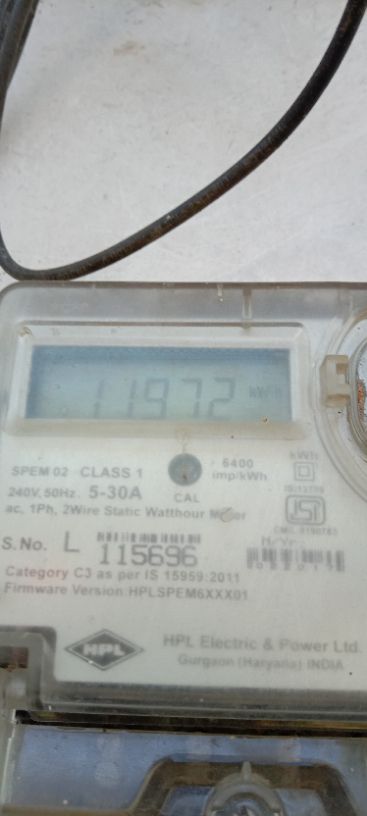 11972 kWh
SPEM 02 CLASS 1
240V, 50Hz. 5-30A
ac, 1Ph, 2Wire Static Watthour Meter
CAL
6400
imp/kWh
kWh
S.No. L 115696
Category C3 as per IS 15959:2011
Firmware Version:HPLSPEM6XXX01
HPL
HPL Electric & Power Ltd.
Gurgaon (Haryana) INDIA